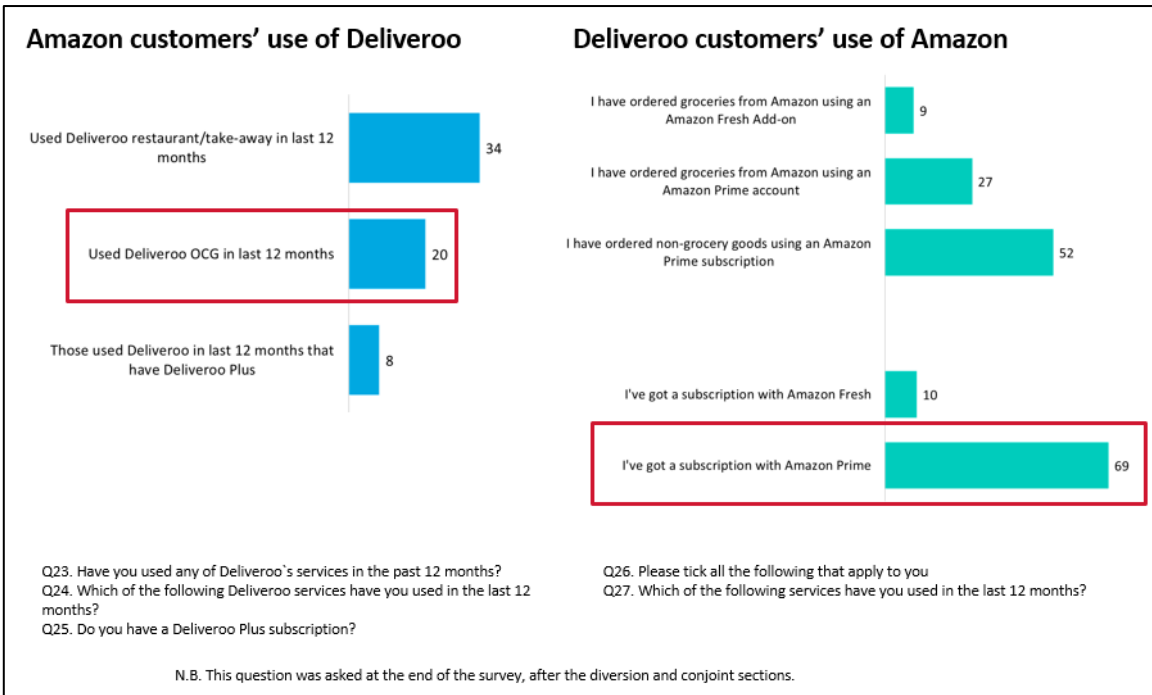 Amazon customers' use of Deliveroo
Used Deliveroo restaurant/take-away in last 12
months
34
Used Deliveroo OCG in last 12 months
20
Those used Deliveroo in last 12 months that
have Deliveroo Plus
8
Q23. Have you used any of Deliveroo`s services in the past 12 months?
Q24. Which of the following Deliveroo services have you used in the last 12
months?
Q25. Do you have a Deliveroo Plus subscription?
Deliveroo customers' use of Amazon
I have ordered groceries from Amazon using an
Amazon Fresh Add-on
9
I have ordered groceries from Amazon using an
Amazon Prime account
27
I have ordered non-grocery goods using an Amazon
Prime subscription
52
I've got a subscription with Amazon Fresh
10
I've got a subscription with Amazon Prime
69
Q26. Please tick all the following that apply to you
Q27. Which of the following services have you used in the last 12 months?
N.B. This question was asked at the end of the survey, after the diversion and conjoint sections.